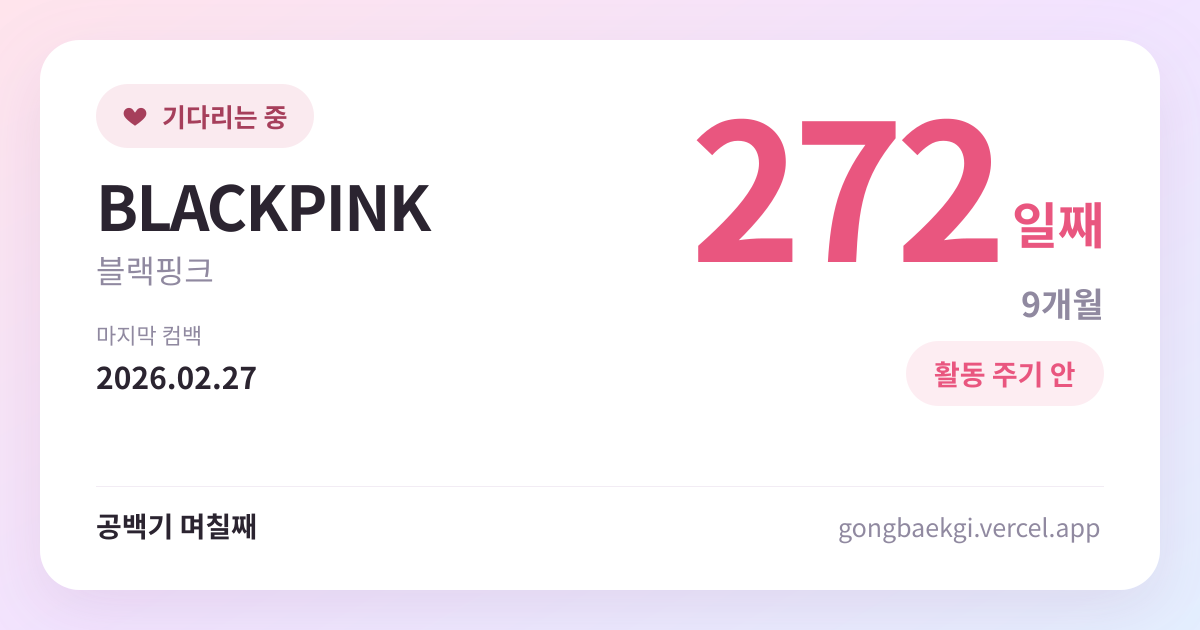 기다리는 중
BLACKPINK
블랙핑크
마지막 컴백
2026.02.27
272 일째
9개월
활동 주기 안
공백기 며칠째
gongbaekgi.vercel.app